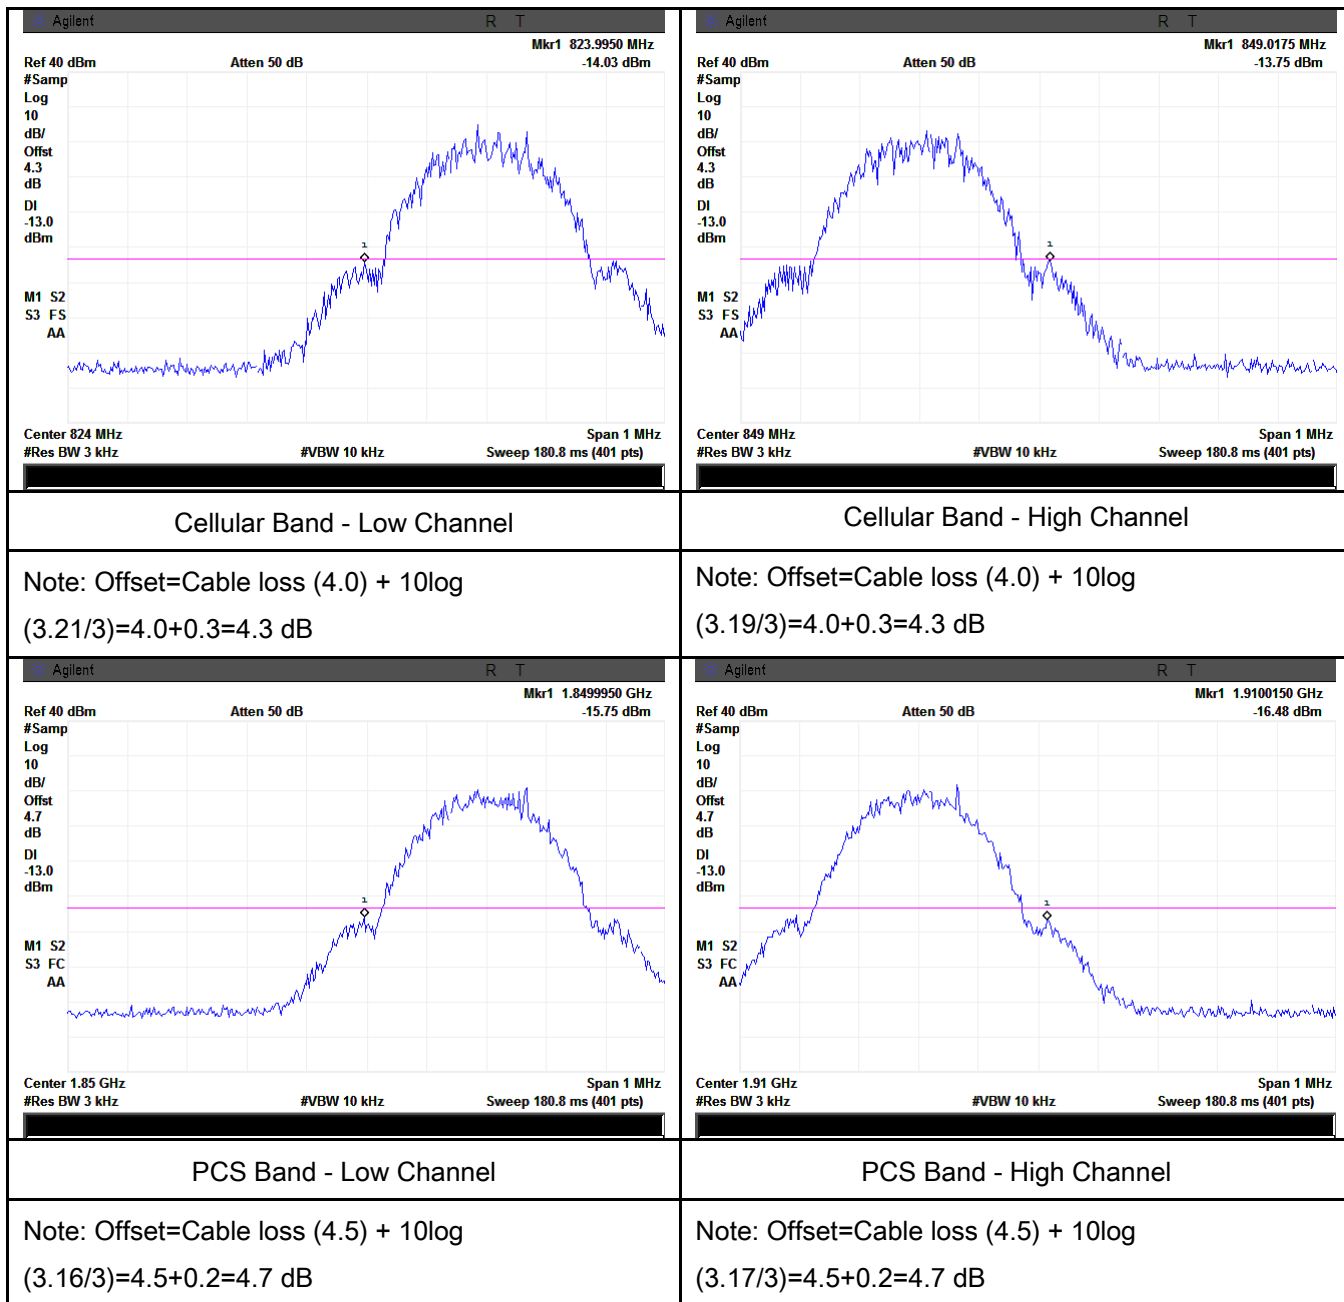 Agilent R T
Mkr1 823.9950 MHz
Ref 40 dBm Atten 50 dB -14.03 dBm
#Samp
Log
10
dB/
Offst
4.3
dB
DI
-13.0
dBm
1
M1 S2
S3 FS
AA
Center 824 MHz Span 1 MHz
#Res BW 3 kHz #VBW 10 kHz Sweep 180.8 ms (401 pts)
Cellular Band - Low Channel
Note: Offset=Cable loss (4.0) + 10log
(3.21/3)=4.0+0.3=4.3 dB
Agilent R T
Mkr1 849.0175 MHz
Ref 40 dBm Atten 50 dB -13.75 dBm
#Samp
Log
10
dB/
Offst
4.3
dB
DI
-13.0
dBm
1
M1 S2
S3 FS
AA
Center 849 MHz Span 1 MHz
#Res BW 3 kHz #VBW 10 kHz Sweep 180.8 ms (401 pts)
Cellular Band - High Channel
Note: Offset=Cable loss (4.0) + 10log
(3.19/3)=4.0+0.3=4.3 dB
Agilent R T
Mkr1 1.8499950 GHz
Ref 40 dBm Atten 50 dB -15.75 dBm
#Samp
Log
10
dB/
Offst
4.7
dB
DI
-13.0
dBm
1
M1 S2
S3 FC
AA
Center 1.85 GHz Span 1 MHz
#Res BW 3 kHz #VBW 10 kHz Sweep 180.8 ms (401 pts)
PCS Band - Low Channel
Note: Offset=Cable loss (4.5) + 10log
(3.16/3)=4.5+0.2=4.7 dB
Agilent R T
Mkr1 1.9100150 GHz
Ref 40 dBm Atten 50 dB -16.48 dBm
#Samp
Log
10
dB/
Offst
4.7
dB
DI
-13.0
dBm
1
M1 S2
S3 FC
AA
Center 1.91 GHz Span 1 MHz
#Res BW 3 kHz #VBW 10 kHz Sweep 180.8 ms (401 pts)
PCS Band - High Channel
Note: Offset=Cable loss (4.5) + 10log
(3.17/3)=4.5+0.2=4.7 dB